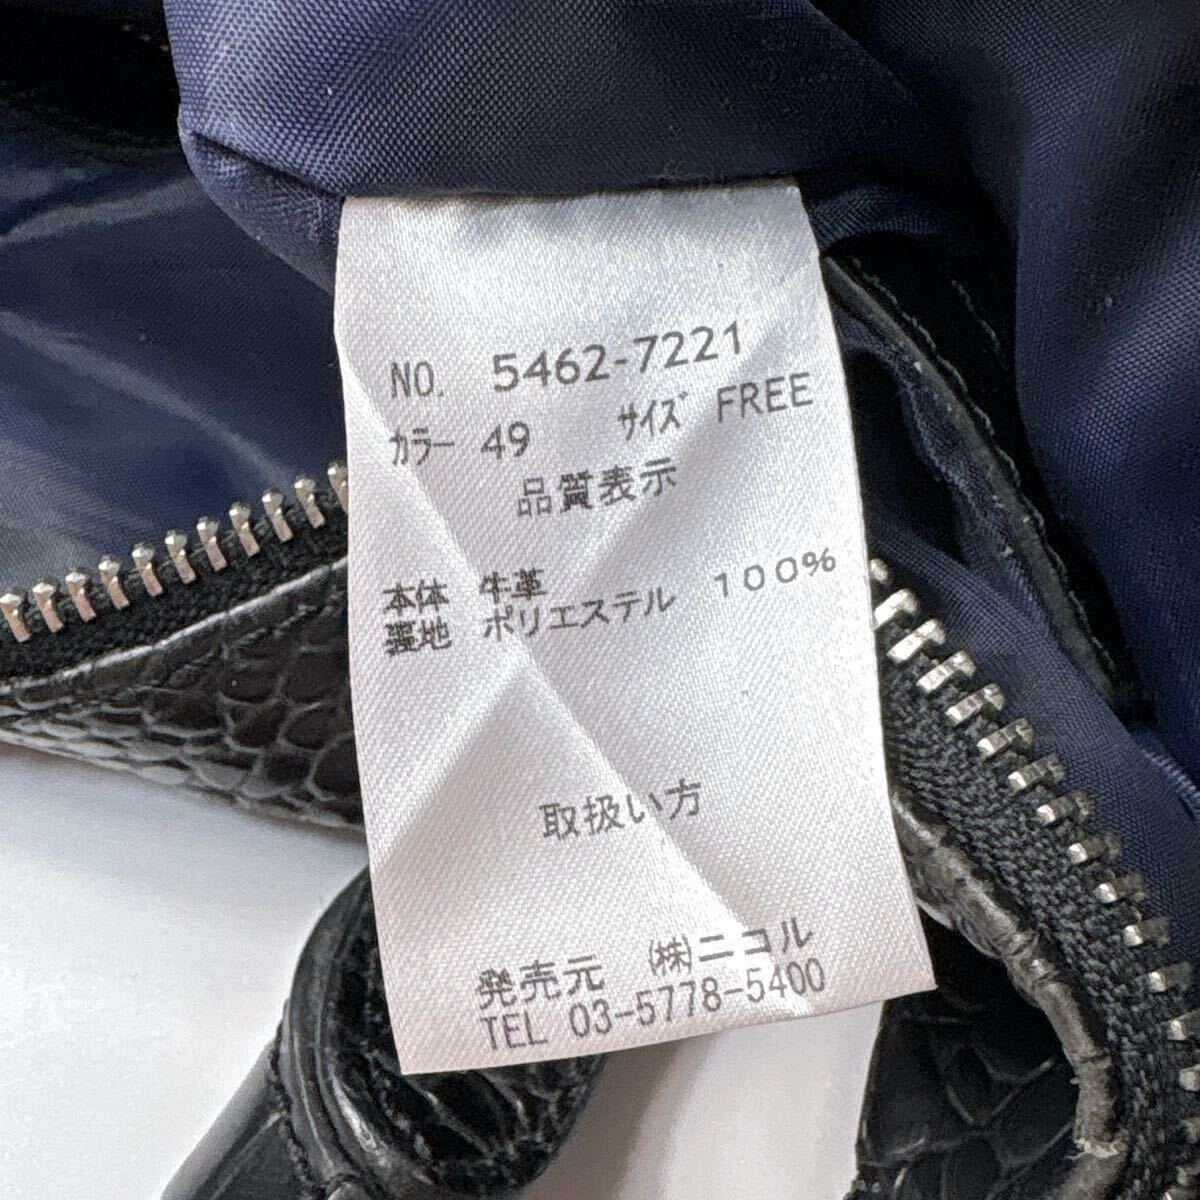 NO. 5462-7221
ｶﾗｰ 49 ｻｲｽﾞ FREE
品質表示
本体 牛革
裏地 ポリエステル 100%
取扱い方
発売元 ㈱ニコル
TEL 03-5778-5400